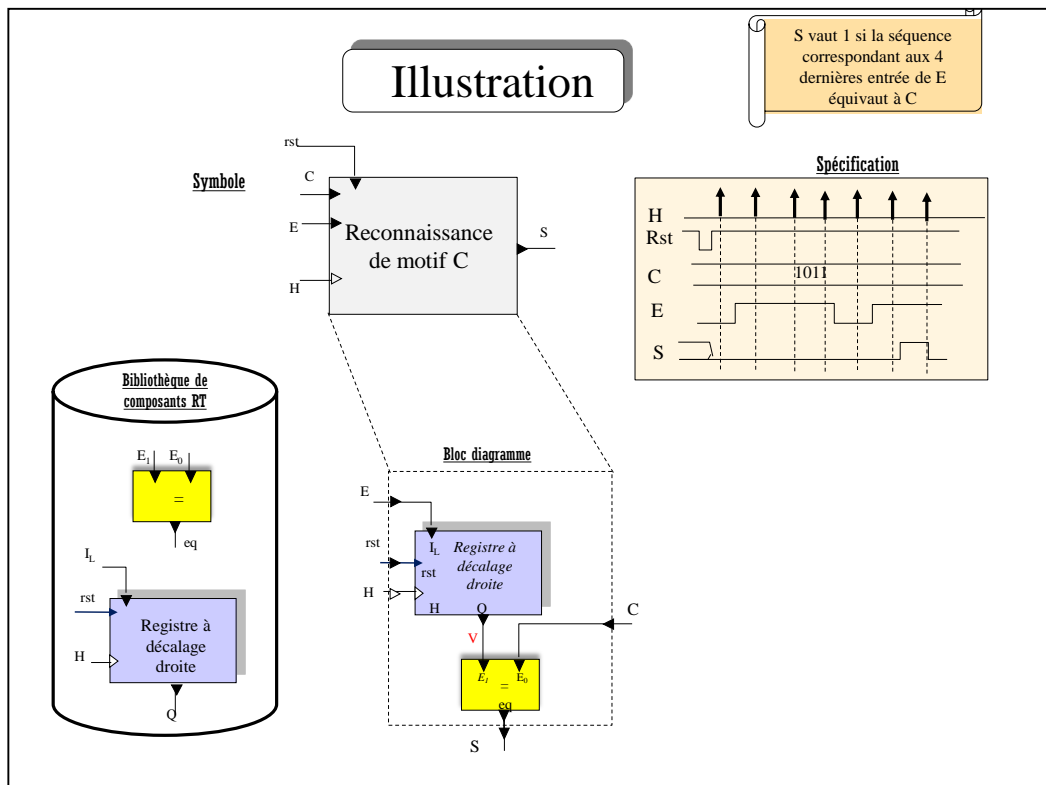 Illustration
S vaut 1 si la séquence
correspondant aux 4
dernières entrée de E
équivaut à C
H
Symbole
rst
C
E
H
Reconnaissance
de motif C
S
Spécification
H
Rst
C
1011
E
S
Bibliothèque de
composants RT
E1 E0
=
eq
IL
rst
H
Registre à
décalage
droite
Q
Bloc diagramme
E
rst
H
IL
rst
H
Q
Registre à
décalage
droite
C
V
E1 E0
=
eq
S